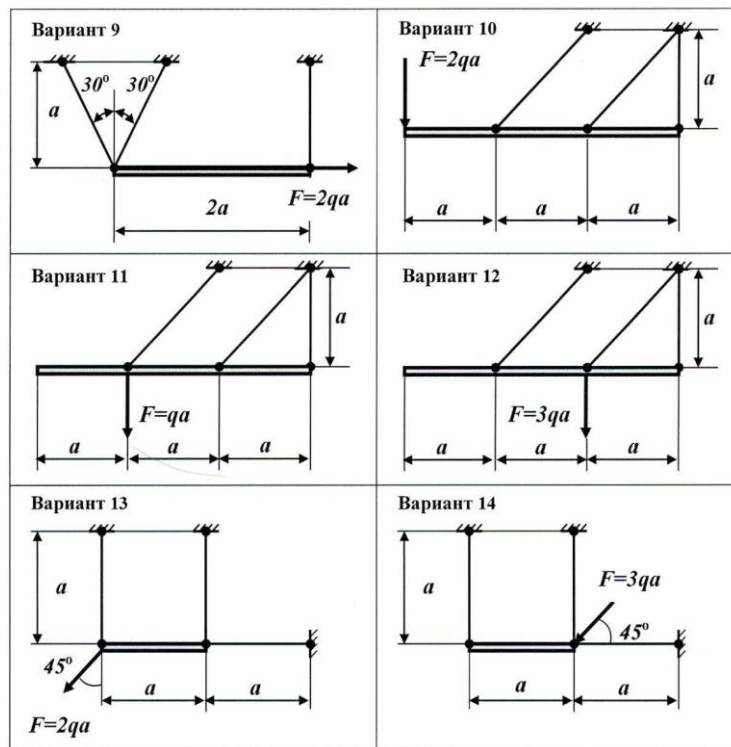 Вариант 9
30° 30°
a
2a
F=2qa
Вариант 10
F=2qa
a
a a a
Вариант 11
a
F=qa
a a a
Вариант 12
a
F=3qa
a a a
Вариант 13
a
45°
F=2qa
a a
Вариант 14
a
F=3qa
45°
a a